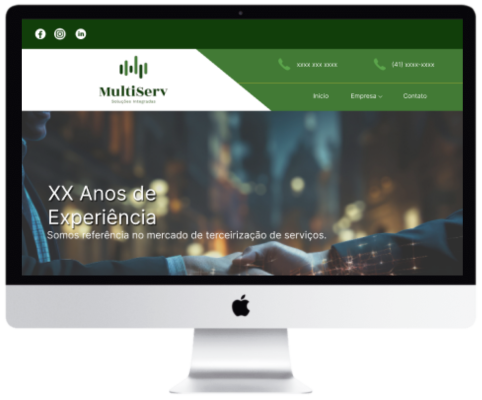 xxxx xxx xxxx
(41) xxxx-xxxx
MultiServ
Soluções Integradas
Início
Empresa
Contato
XX Anos de
Experiência
Somos referência no mercado de terceirização de serviços.